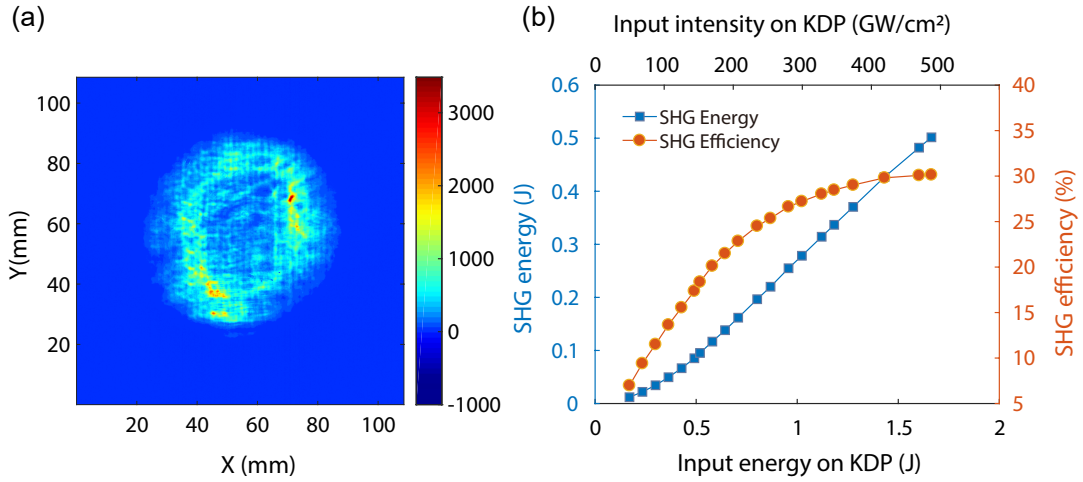 (a)
100
80
60
40
20
Y(mm)
20 40 60 80 100
X (mm)
3000
2000
1000
0
-1000
(b)
Input intensity on KDP (GW/cm²)
0 100 200 300 400 500
SHG energy (J)
0.6
0.5
0.4
0.3
0.2
0.1
0
SHG Energy
SHG Efficiency
40
35
30
25
20
15
10
5
SHG efficiency (%)
0 0.5 1 1.5 2
Input energy on KDP (J)